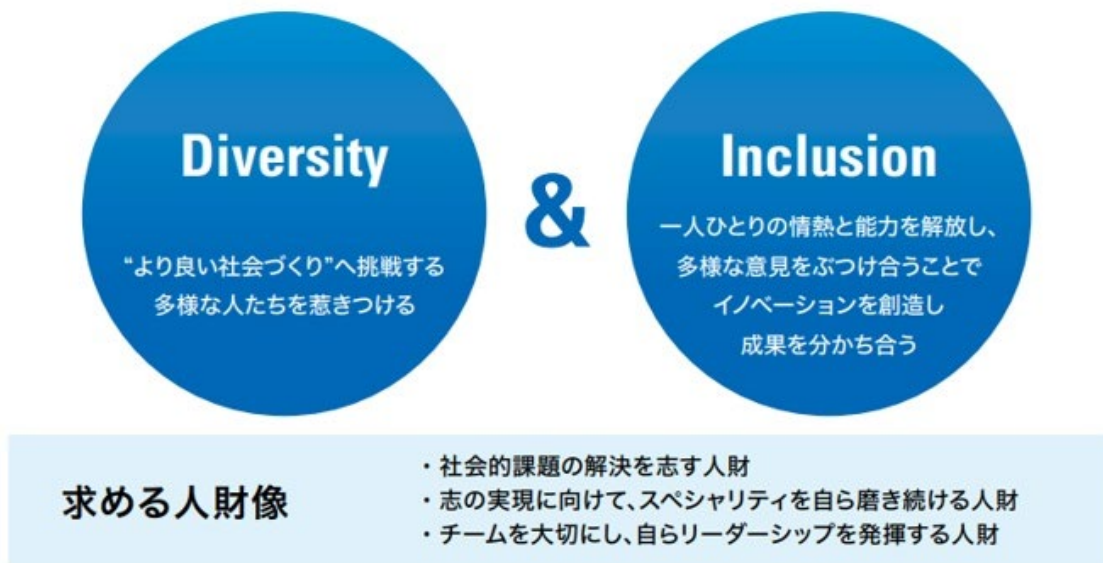 Diversity
“より良い社会づくり”へ挑戦する
多様な人たちを惹きつける
&
Inclusion
一人ひとりの情熱と能力を解放し、
多様な意見をぶつけ合うことで
イノベーションを創造し
成果を分かち合う
求める人財像
・社会的課題の解決を志す人財
・志の実現に向けて、スペシャリティを自ら磨き続ける人財
・チームを大切にし、自らリーダーシップを発揮する人財